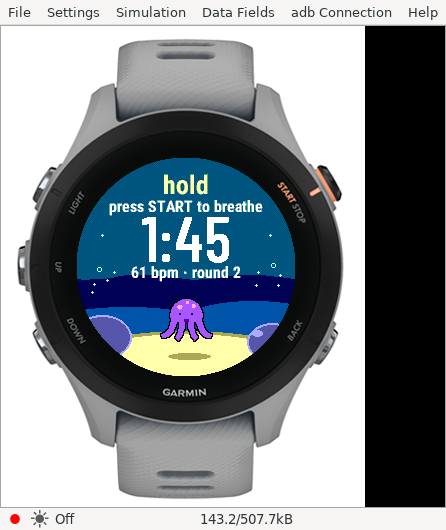 File Settings Simulation Data Fields adb Connection Help
hold
press START to breathe
1:45
61 bpm · round 2
LIGHT
START STOP
UP
DOWN
BACK
GARMIN
Off 143.2/507.7kB